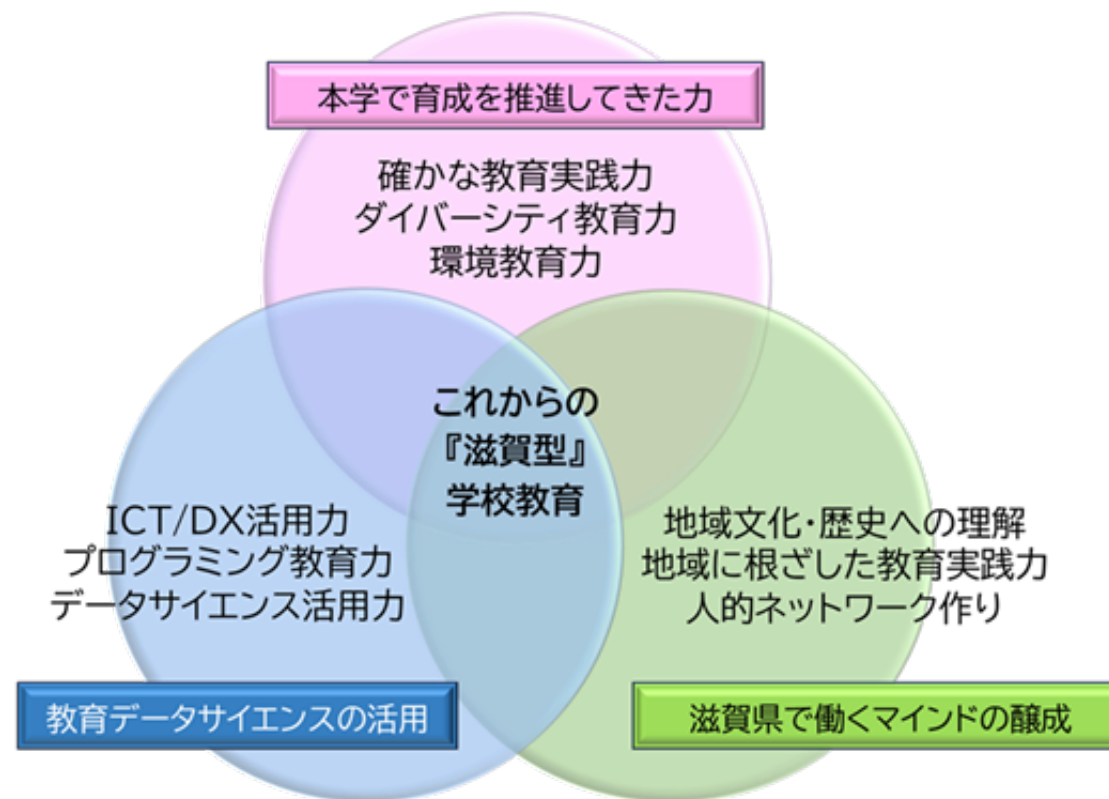 本学で育成を推進してきた力
確かな教育実践力
ダイバーシティ教育力
環境教育力
これからの
『滋賀型』
学校教育
ICT/DX活用力
プログラミング教育力
データサイエンス活用力
教育データサイエンスの活用
地域文化・歴史への理解
地域に根ざした教育実践力
人的ネットワーク作り
滋賀県で働くマインドの醸成